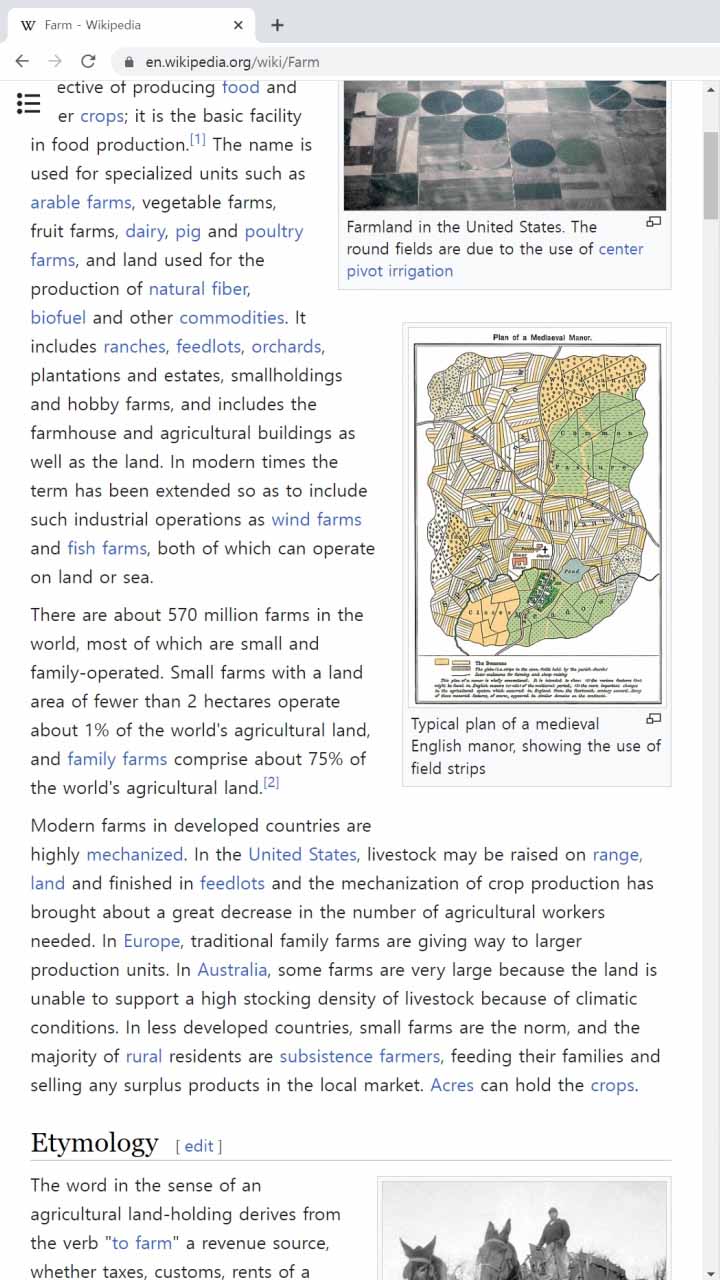 Farm - Wikipedia
en.wikipedia.org/wiki/Farm
ective of producing food and
er crops; it is the basic facility
in food production.[1] The name is
used for specialized units such as
arable farms, vegetable farms,
fruit farms, dairy, pig and poultry
farms, and land used for the
production of natural fiber,
biofuel and other commodities. It
includes ranches, feedlots, orchards,
plantations and estates, smallholdings
and hobby farms, and includes the
farmhouse and agricultural buildings as
well as the land. In modern times the
term has been extended so as to include
such industrial operations as wind farms
and fish farms, both of which can operate
on land or sea.
There are about 570 million farms in the
world, most of which are small and
family-operated. Small farms with a land
area of fewer than 2 hectares operate
about 1% of the world's agricultural land,
and family farms comprise about 75% of
the world's agricultural land.[2]
Farmland in the United States. The
round fields are due to the use of center
pivot irrigation
Plan of a Mediaeval Manor.
Common
Pasture
Pond
Close
The Demesne
Typical plan of a medieval
English manor, showing the use of
field strips
Modern farms in developed countries are
highly mechanized. In the United States, livestock may be raised on range,
land and finished in feedlots and the mechanization of crop production has
brought about a great decrease in the number of agricultural workers
needed. In Europe, traditional family farms are giving way to larger
production units. In Australia, some farms are very large because the land is
unable to support a high stocking density of livestock because of climatic
conditions. In less developed countries, small farms are the norm, and the
majority of rural residents are subsistence farmers, feeding their families and
selling any surplus products in the local market. Acres can hold the crops.
Etymology [ edit ]
The word in the sense of an
agricultural land-holding derives from
the verb "to farm" a revenue source,
whether taxes, customs, rents of a